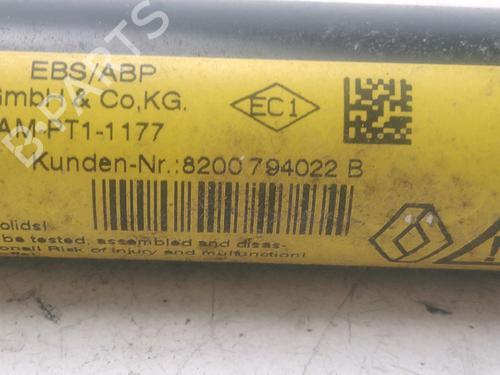 EBS/ABP
GmbH & Co,KG.
AM-PT1-1177
EC1
Kunden-Nr.:8200 794022 B
be tested, assembled and disas-
Risk of injury and multfunction!
B